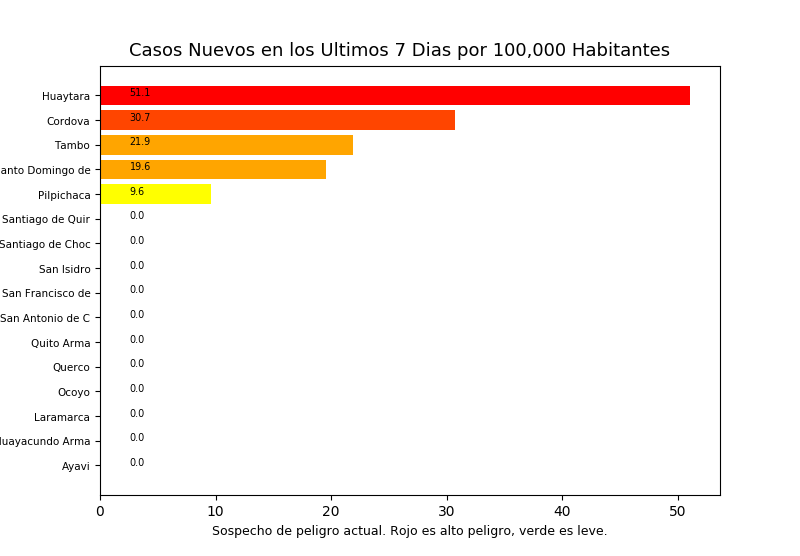 Casos Nuevos en los Ultimos 7 Dias por 100,000 Habitantes
Huaytara 51.1
Cordova 30.7
Tambo 21.9
anto Domingo de 19.6
Pilpichaca 9.6
Santiago de Quir 0.0
Santiago de Choc 0.0
San Isidro 0.0
San Francisco de 0.0
San Antonio de C 0.0
Quito Arma 0.0
Querco 0.0
Ocoyo 0.0
Laramarca 0.0
Huayacundo Arma 0.0
Ayavi 0.0
0 10 20 30 40 50
Sospecho de peligro actual. Rojo es alto peligro, verde es leve.